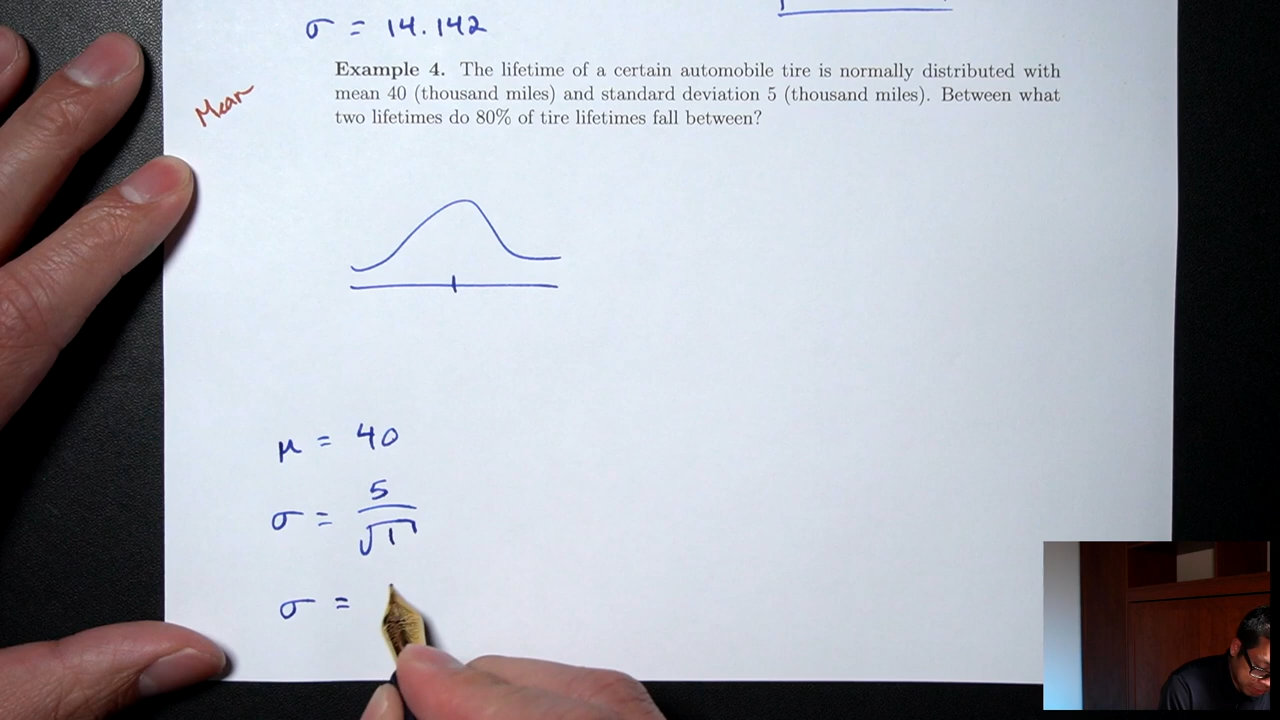 σ = 14.142
Example 4. The lifetime of a certain automobile tire is normally distributed with
mean 40 (thousand miles) and standard deviation 5 (thousand miles). Between what
two lifetimes do 80% of tire lifetimes fall between?
Mean
μ = 40
σ = 5/√1
σ =